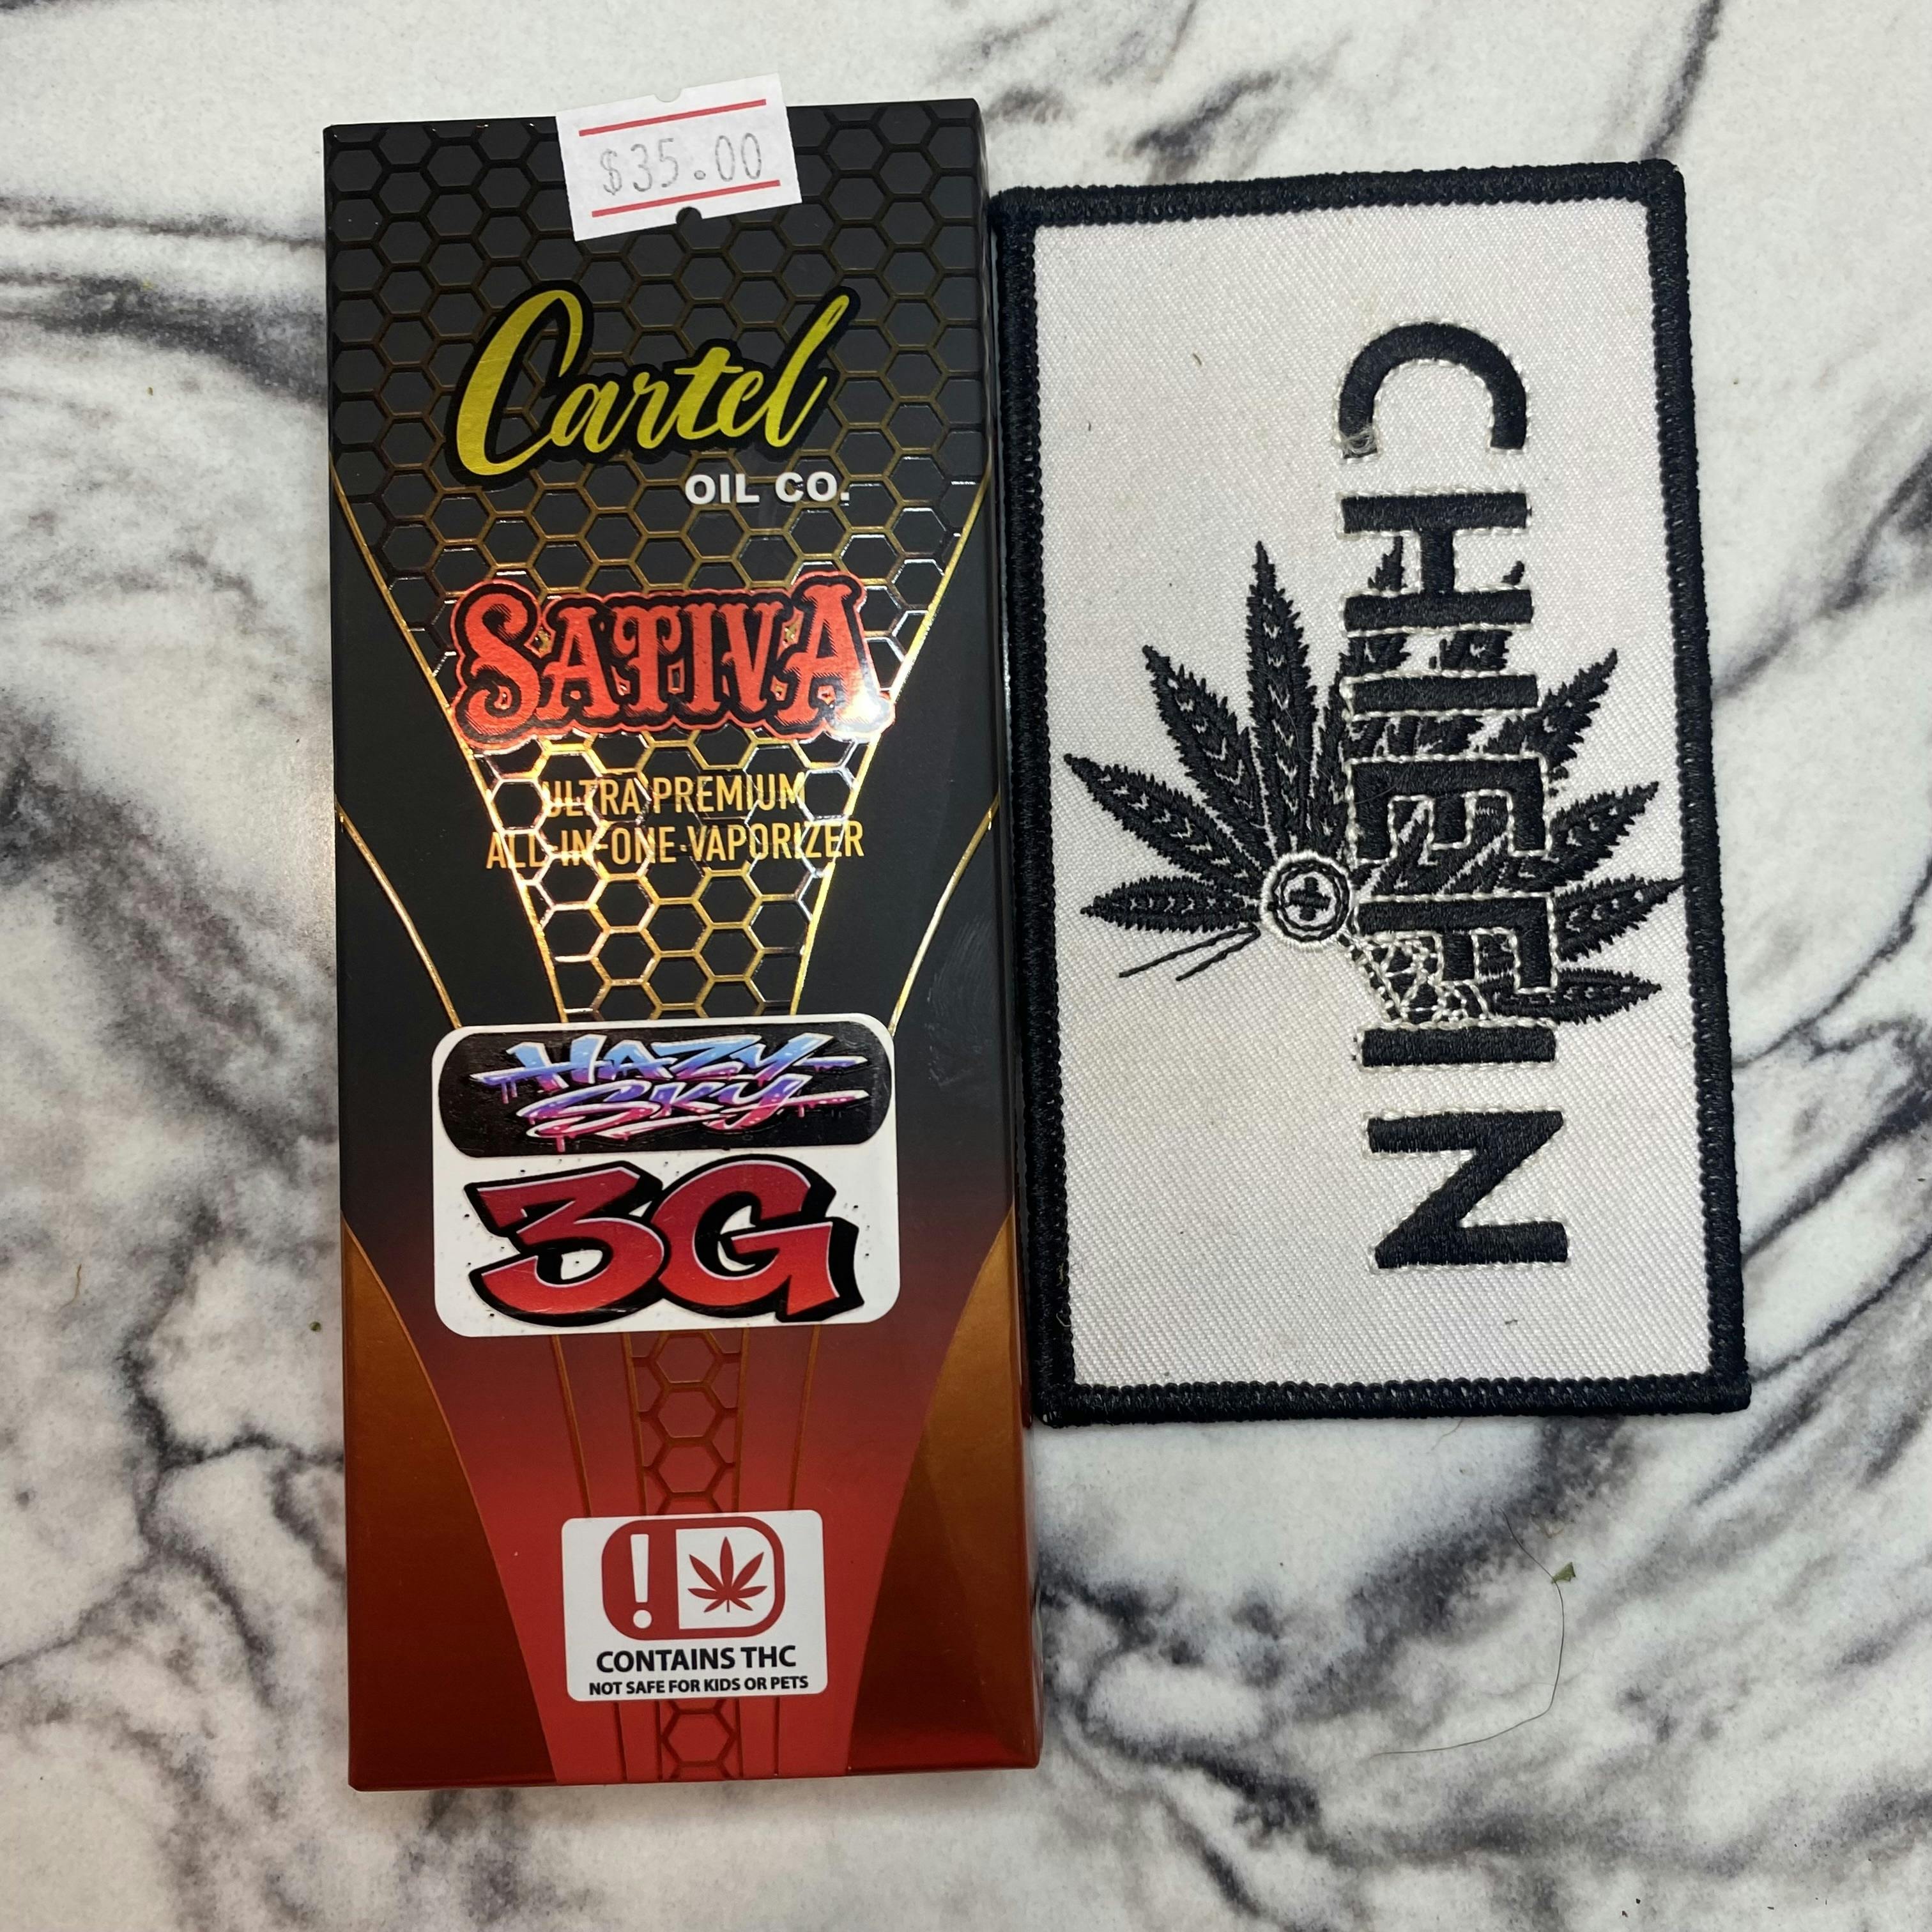 $35.00
Cartel
OIL CO.
SATIVA
ULTRA PREMIUM
ALL-IN-ONE VAPORIZER
HAZY
SKY
3G
!
CONTAINS THC
NOT SAFE FOR KIDS OR PETS
CHIEFIN